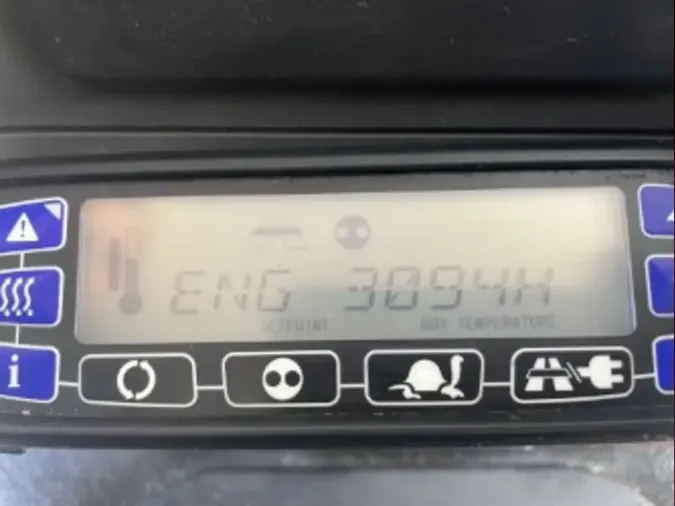 ENG 3094H
SETPOINT BOX TEMPERATURE
i